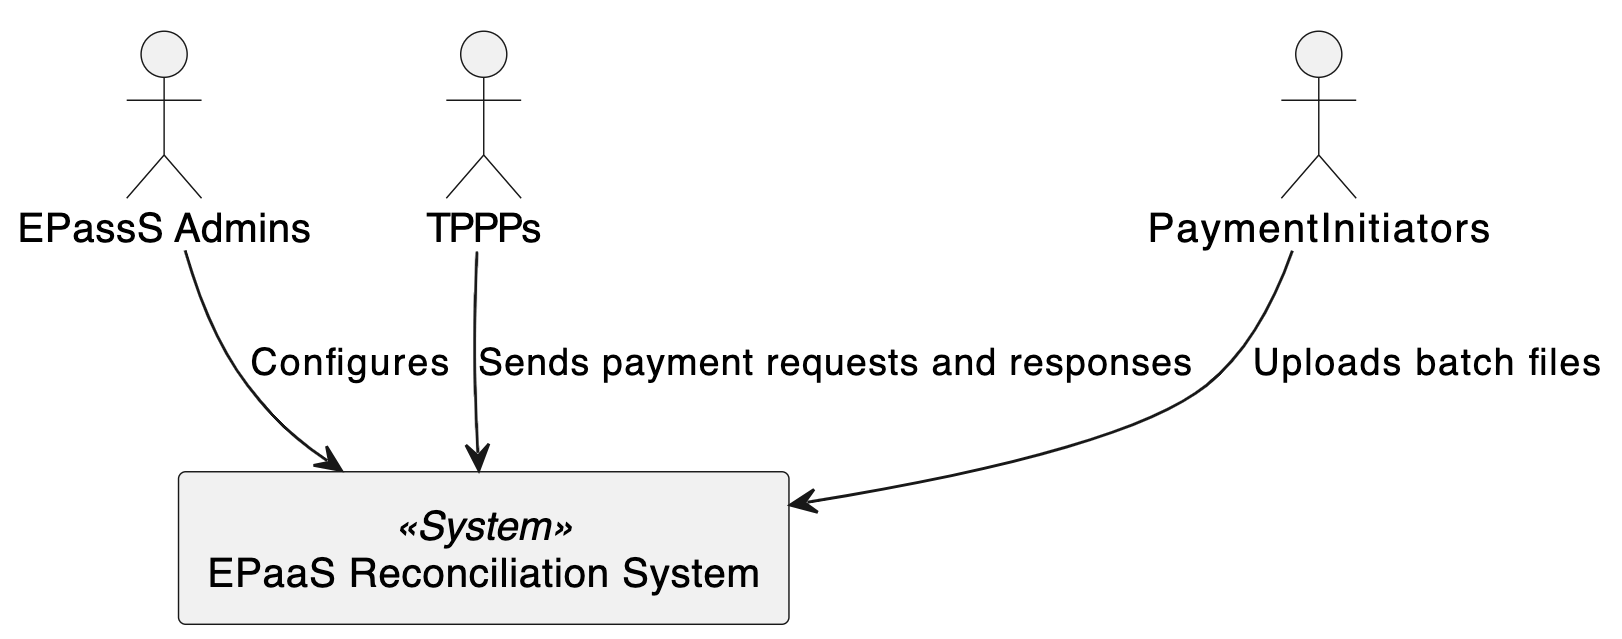 EPassS Admins
TPPPs
PaymentInitiators
Configures
Sends payment requests and responses
Uploads batch files
«System»
EPaaS Reconciliation System